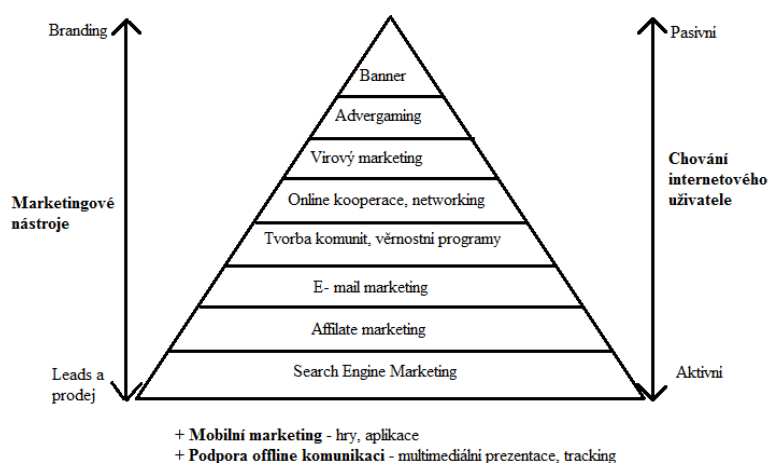 Branding
Pasivní
Banner
Advergaming
Virový marketing
Marketingové
nástroje
Online kooperace, networking
Chování
internetového
uživatele
Tvorba komunit, věrnostní programy
E- mail marketing
Affilate marketing
Leads a
prodej
Search Engine Marketing
Aktivní
+ Mobilní marketing - hry, aplikace
+ Podpora offline komunikaci - multimediální prezentace, tracking